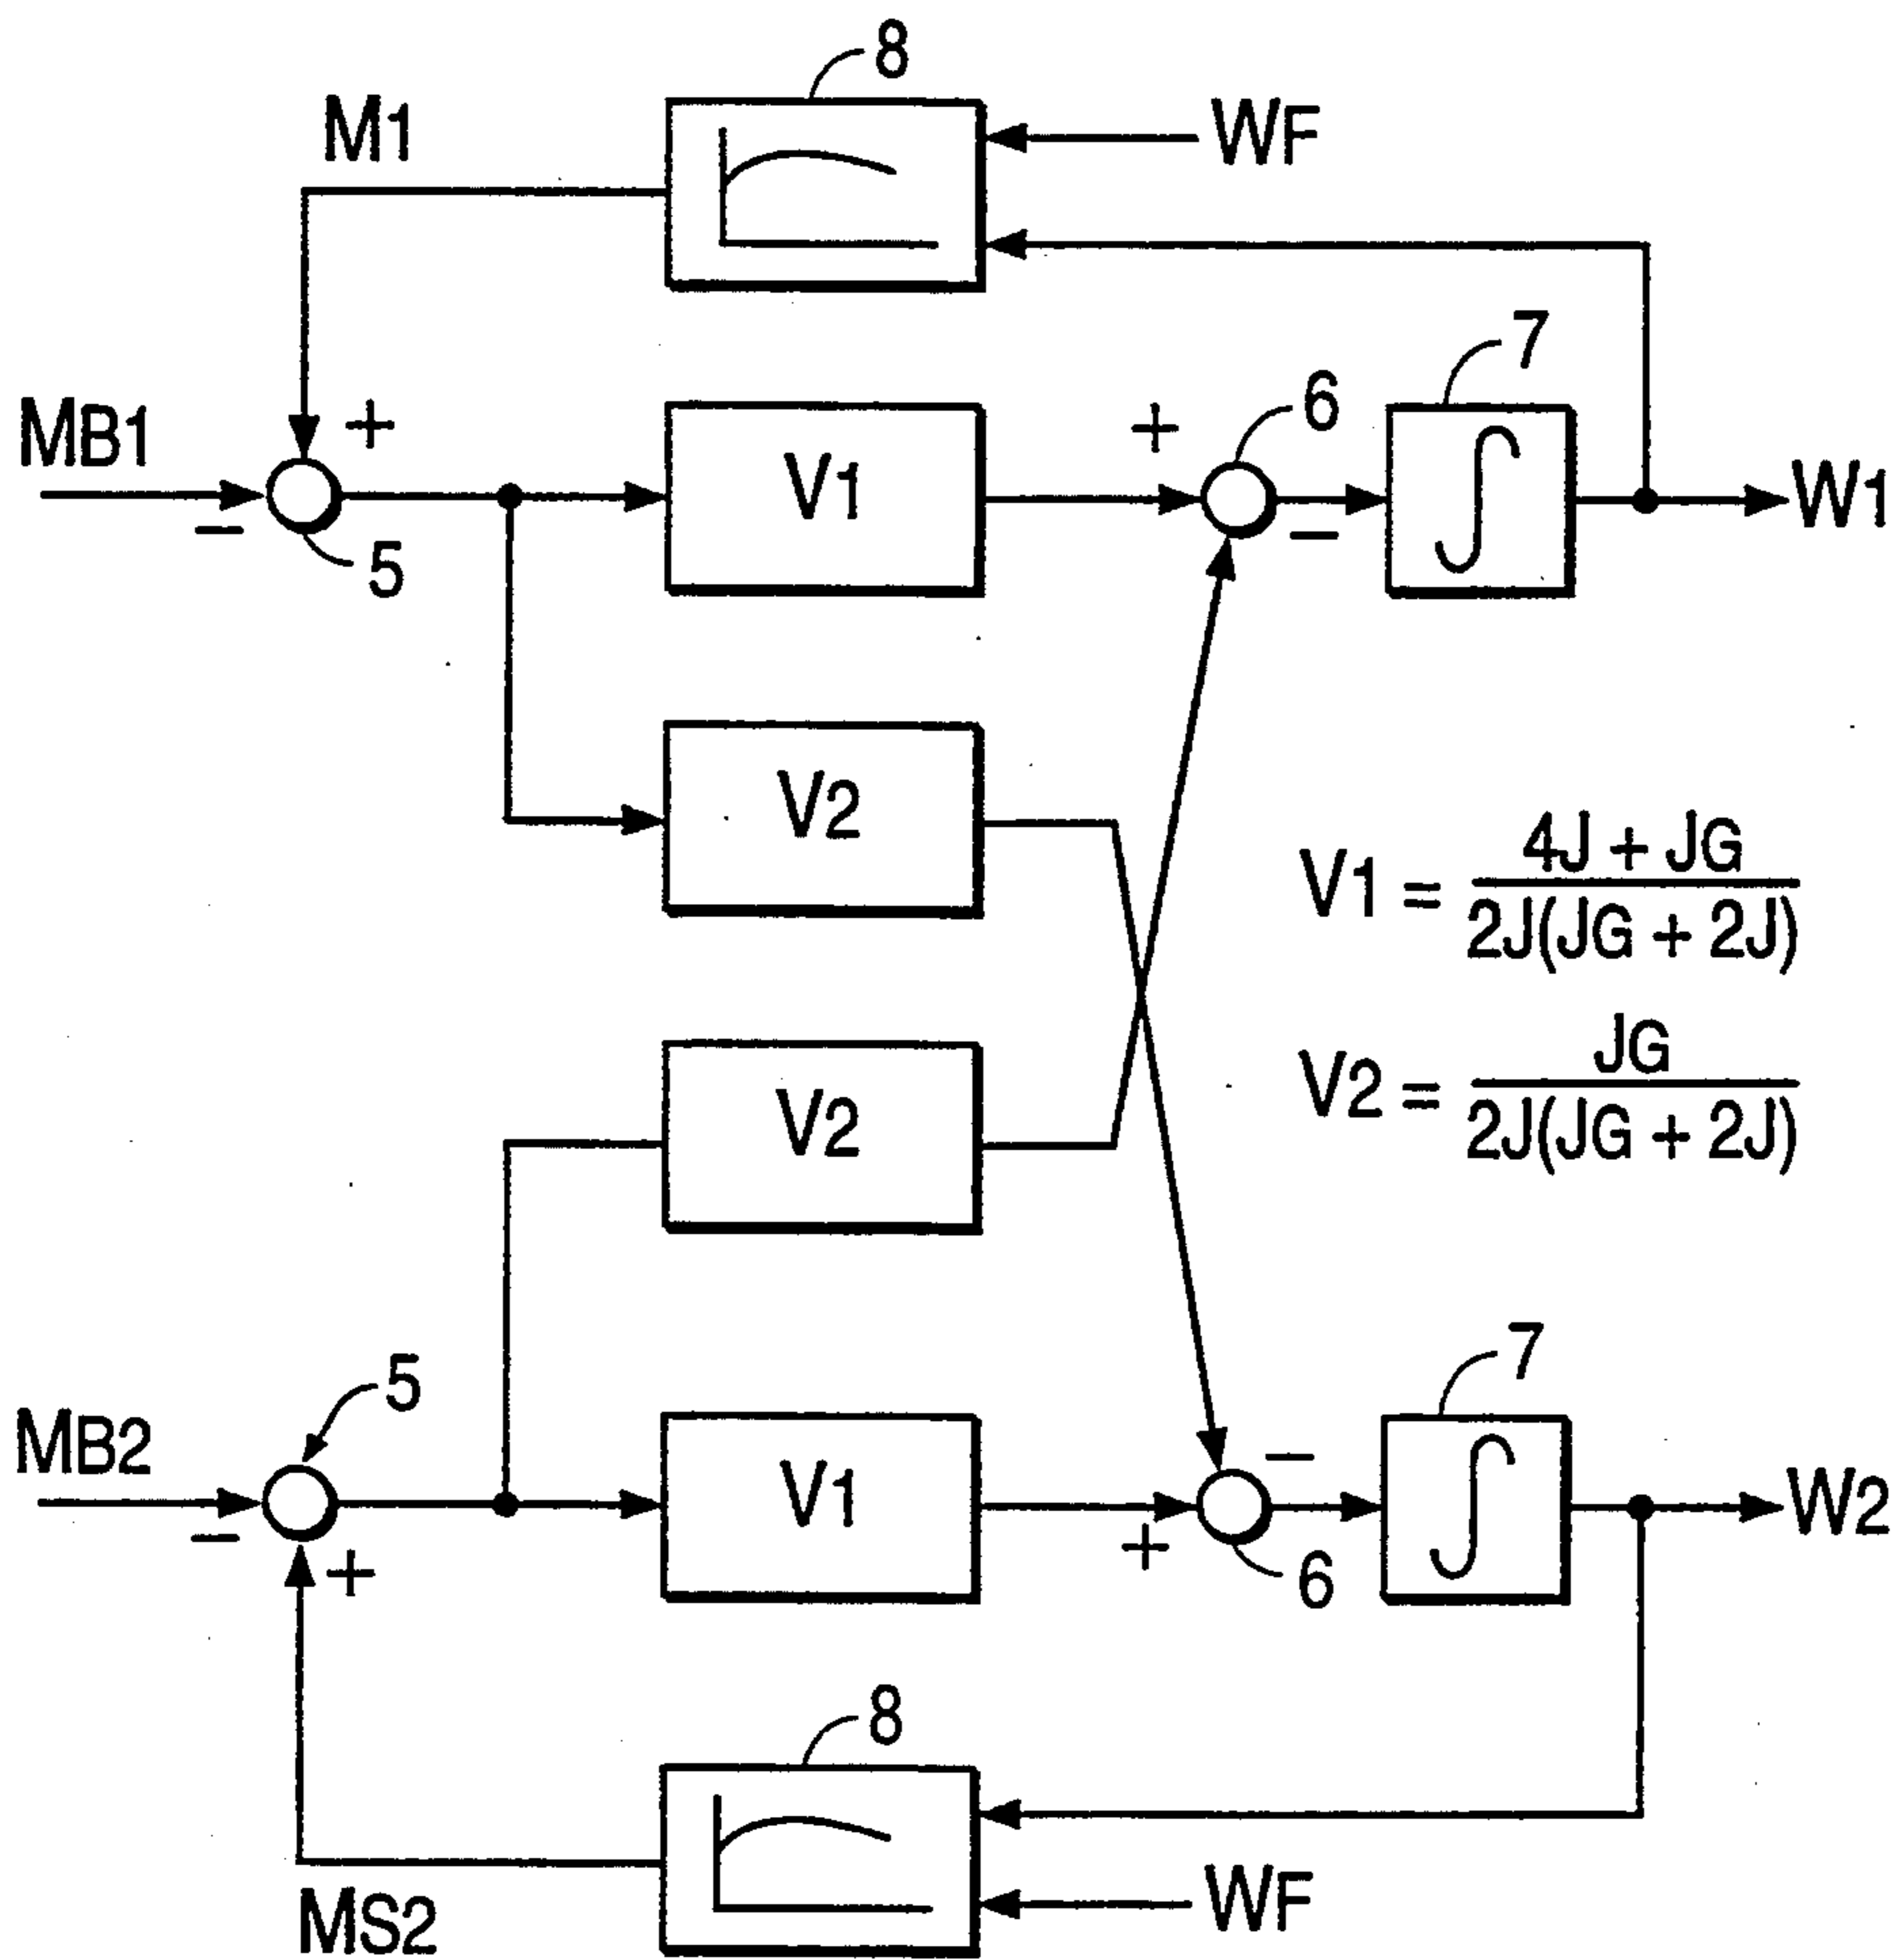 8
M1
WF
7
MB1
+
+
6
V1
W1
−
−
5
V2
V1 = 4J + JG / 2J(JG + 2J)
V2
V2 = JG / 2J(JG + 2J)
7
5
MB2
−
V1
W2
−
+
+
6
8
WF
MS2